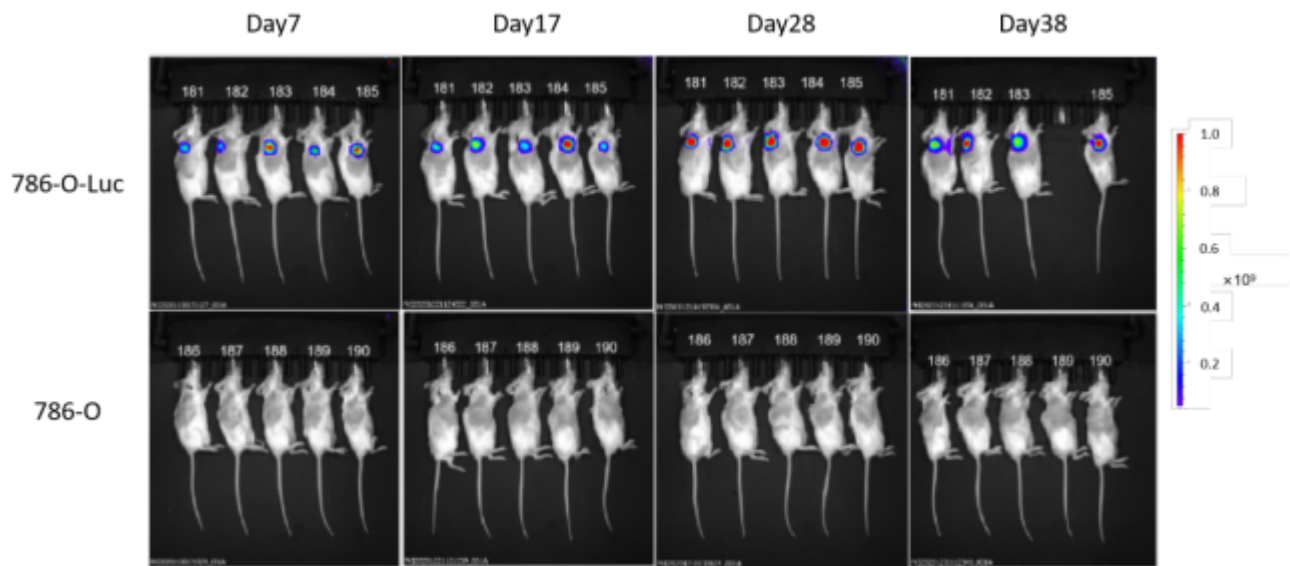 Day7 Day17 Day28 Day38
181 182 183 184 185
181 182 183 184 185
181 182 183 184 185
181 182 183 185
786-O-Luc
1.0
0.8
0.6
×10⁹
0.4
0.2
186 187 188 189 190
186 187 188 189 190
186 187 188 189 190
186 187 188 189 190
786-O